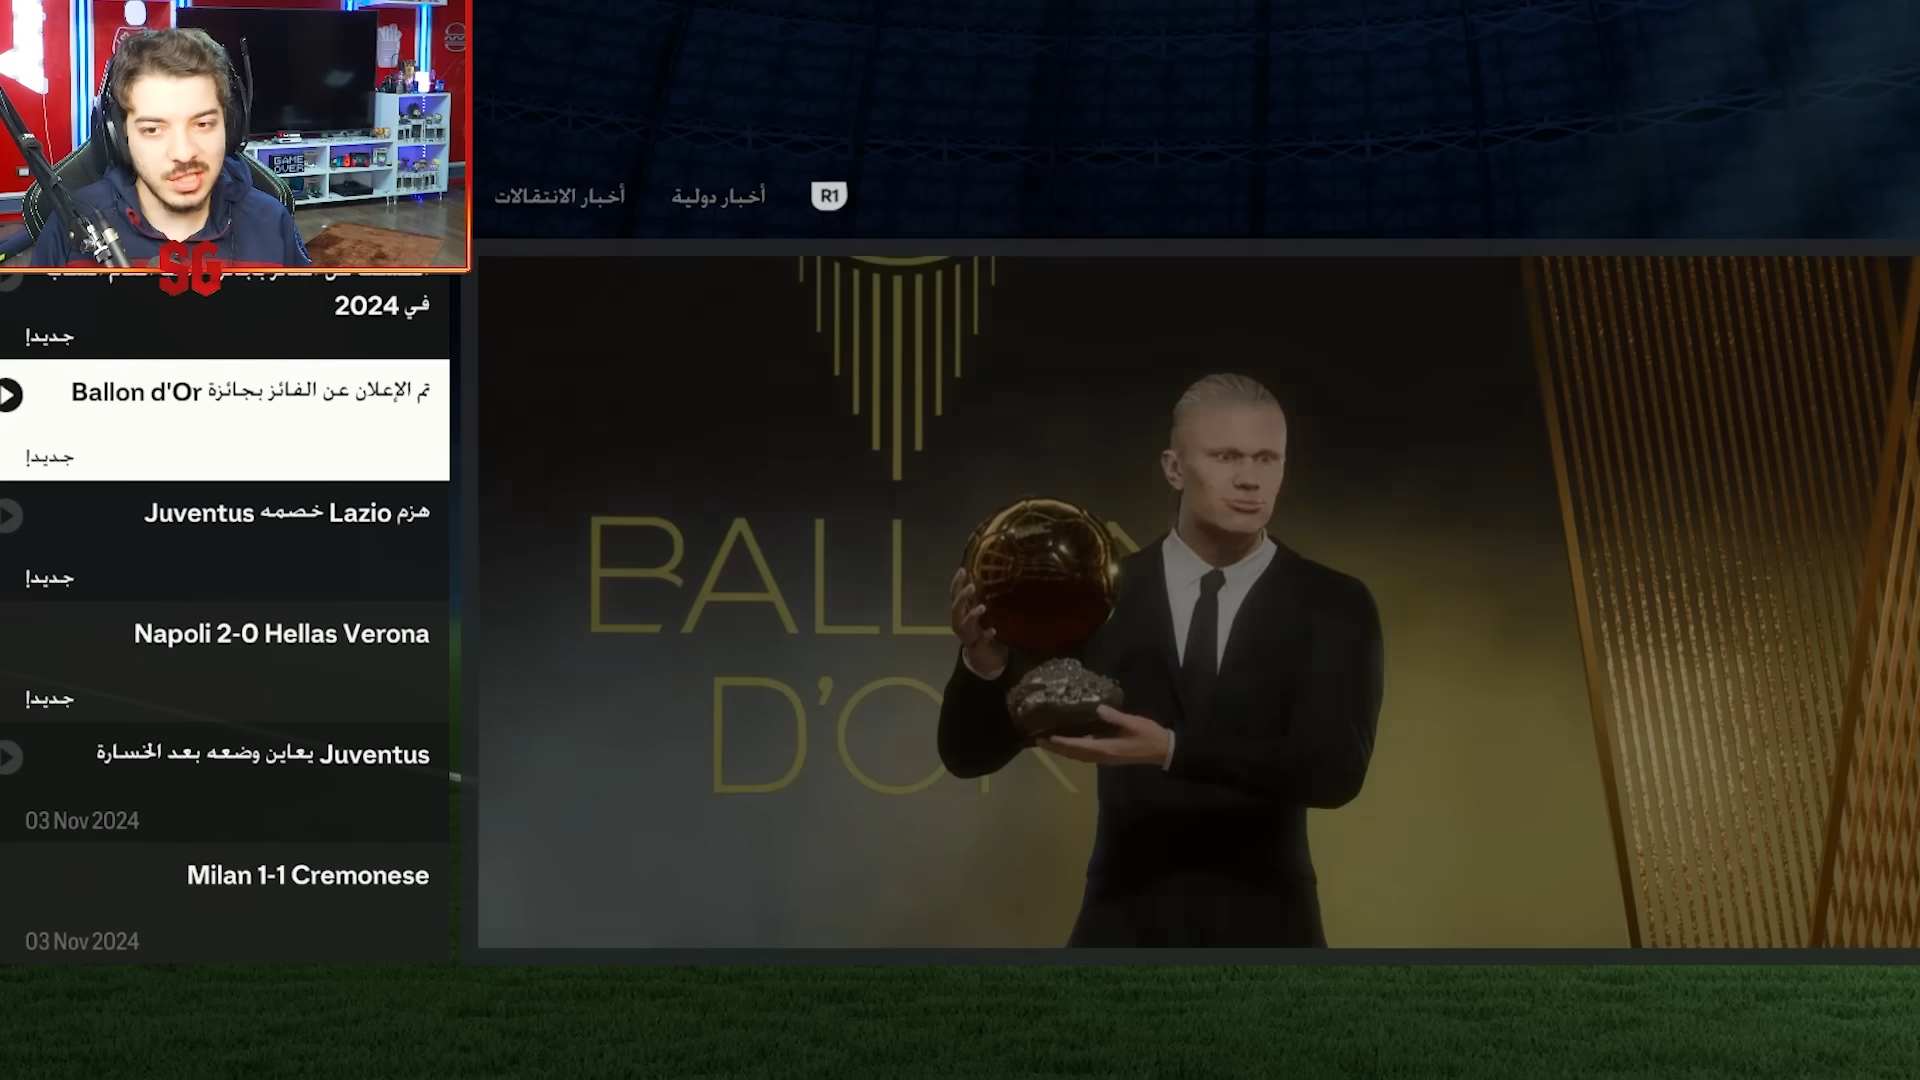 GAME
OVER
SG
أخبار الانتقالات
أخبار دولية
R1
في 2024
جديد!
تم الإعلان عن الفائز بجائزة Ballon d'Or
جديد!
هزم Lazio خصمه Juventus
جديد!
Napoli 2-0 Hellas Verona
جديد!
Juventus يعاين وضعه بعد الخسارة
03 Nov 2024
Milan 1-1 Cremonese
03 Nov 2024